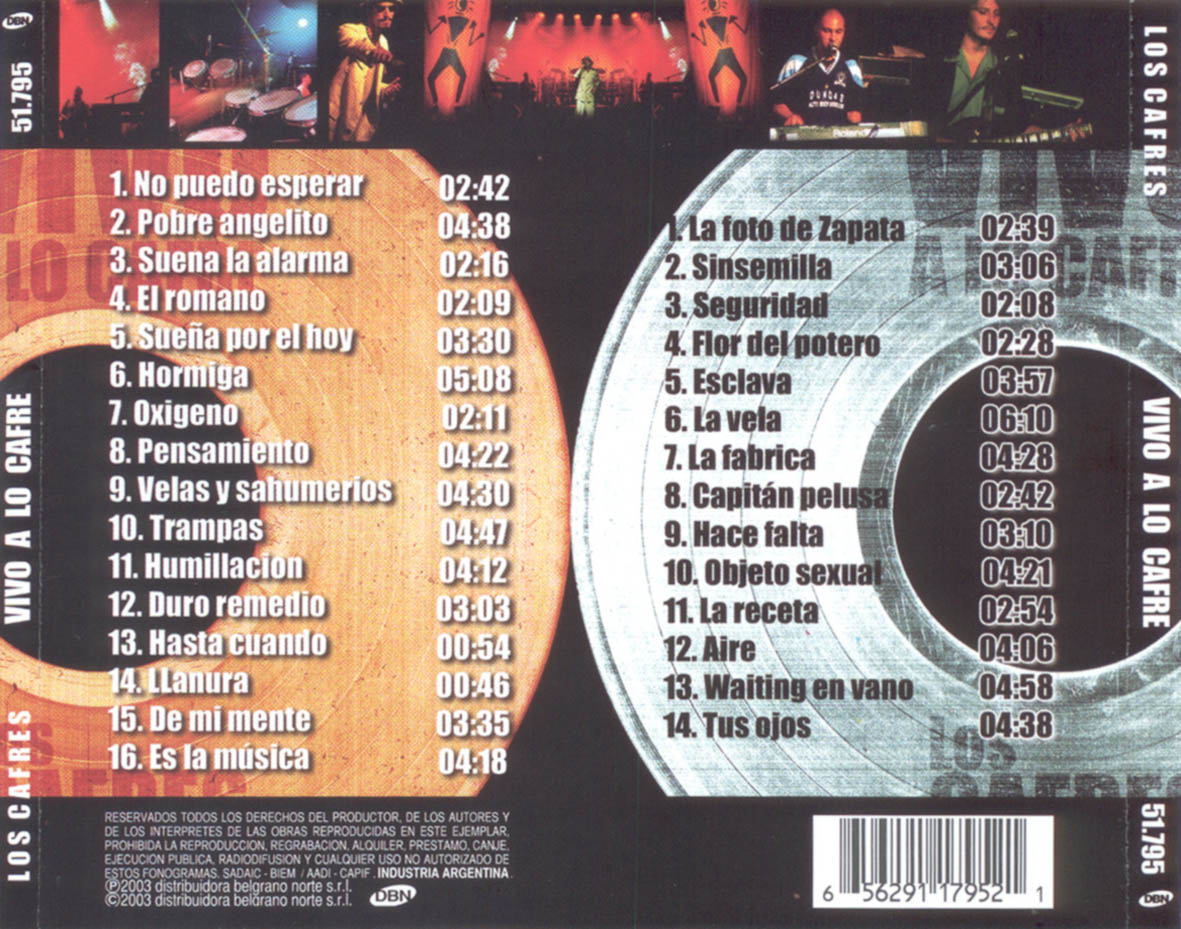 DBN
51.795
VIVO A LO CAFRE
LOS CAFRES
DUNGAS
Roland
1. No puedo esperar 02:42
2. Pobre angelito 04:38
3. Suena la alarma 02:16
4. El romano 02:09
5. Sueña por el hoy 03:30
6. Hormiga 05:08
7. Oxigeno 02:11
8. Pensamiento 04:22
9. Velas y sahumerios 04:30
10. Trampas 04:47
11. Humillacion 04:12
12. Duro remedio 03:03
13. Hasta cuando 00:54
14. LLanura 00:46
15. De mi mente 03:35
16. Es la música 04:18
1. La foto de Zapata 02:39
2. Sinsemilla 03:06
3. Seguridad 02:08
4. Flor del potero 02:28
5. Esclava 03:57
6. La vela 06:10
7. La fabrica 04:28
8. Capitán pelusa 02:42
9. Hace falta 03:10
10. Objeto sexual 04:21
11. La receta 02:54
12. Aire 04:06
13. Waiting en vano 04:58
14. Tus ojos 04:38
RESERVADOS TODOS LOS DERECHOS DEL PRODUCTOR, DE LOS AUTORES Y
DE LOS INTERPRETES DE LAS OBRAS REPRODUCIDAS EN ESTE EJEMPLAR,
PROHIBIDA LA REPRODUCCION, REGRABACION, ALQUILER, PRESTAMO, CANJE,
EJECUCION PUBLICA, RADIODIFUSION Y CUALQUIER USO NO AUTORIZADO DE
ESTOS FONOGRAMAS. SADAIC - BIEM / AADI - CAPIF . INDUSTRIA ARGENTINA .
Ⓟ2003 distribuidora belgrano norte s.r.l.
©2003 distribuidora belgrano norte s.r.l.
DBN
6 56291 17952 1
LOS CAFRES
VIVO A LO CAFRE
51.795
DBN